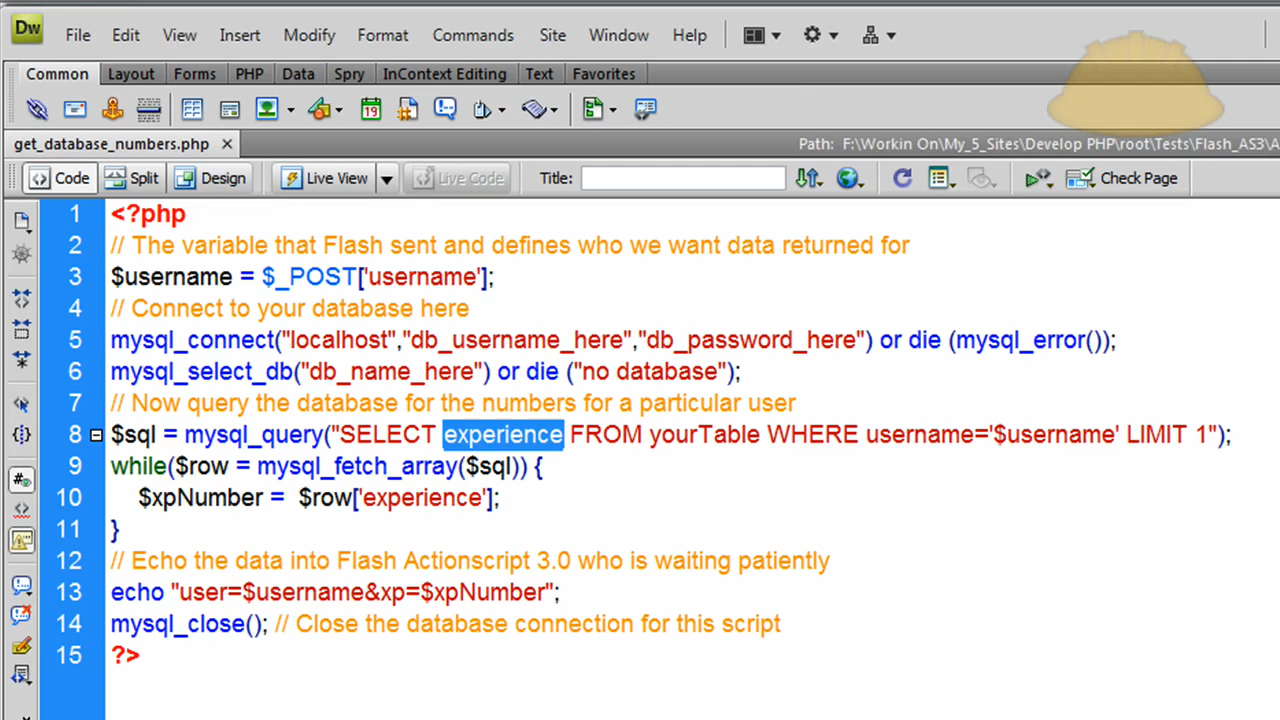 Dw File Edit View Insert Modify Format Commands Site Window Help
Common Layout Forms PHP Data Spry InContext Editing Text Favorites
19
get_database_numbers.php × Path: F:\Workin On\My_5_Sites\Develop PHP\root\Tests\Flash_AS3\A
Code Split Design Live View Live Code Title: Check Page
1 <?php
2 // The variable that Flash sent and defines who we want data returned for
3 $username = $_POST['username'];
4 // Connect to your database here
5 mysql_connect("localhost","db_username_here","db_password_here") or die (mysql_error());
6 mysql_select_db("db_name_here") or die ("no database");
7 // Now query the database for the numbers for a particular user
8 $sql = mysql_query("SELECT experience FROM yourTable WHERE username='$username' LIMIT 1");
9 while($row = mysql_fetch_array($sql)) {
10 $xpNumber =  $row['experience'];
11 }
12 // Echo the data into Flash Actionscript 3.0 who is waiting patiently
13 echo "user=$username&xp=$xpNumber";
14 mysql_close(); // Close the database connection for this script
15 ?>